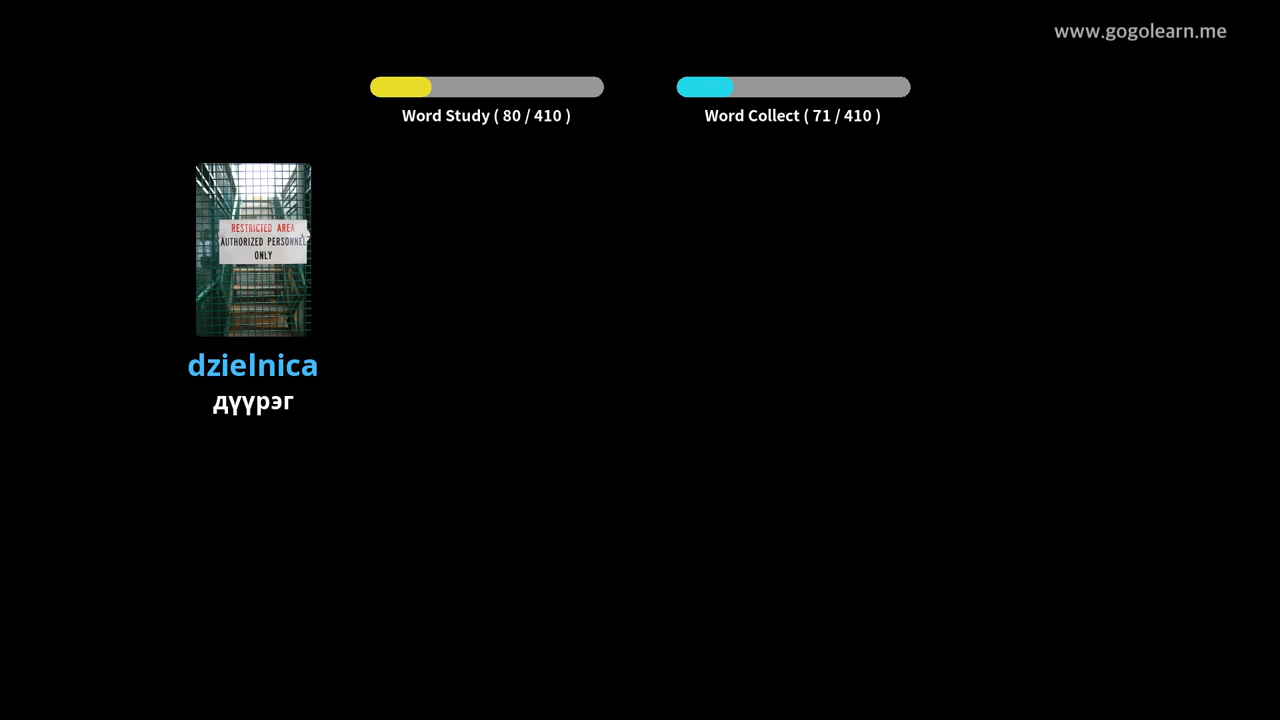 www.gogolearn.me
Word Study ( 80 / 410 )
Word Collect ( 71 / 410 )
RESTRICTED AREA
AUTHORIZED PERSONNEL
ONLY
dzielnica
дүүрэг